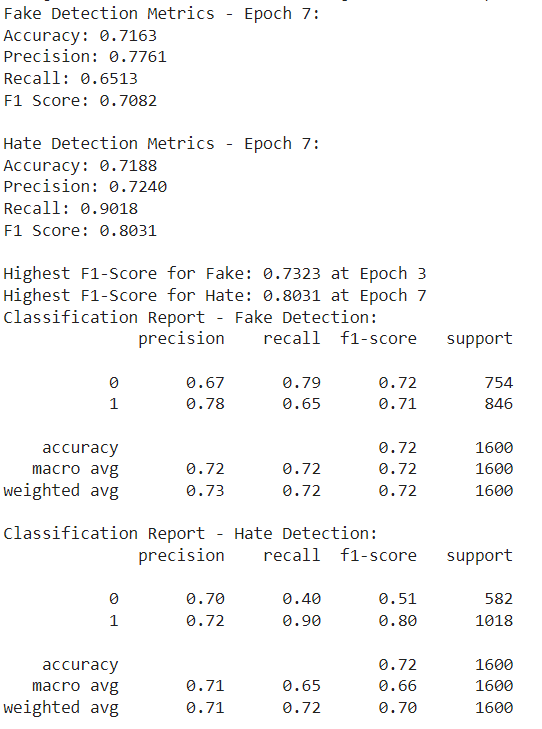 Fake Detection Metrics - Epoch 7:
Accuracy: 0.7163
Precision: 0.7761
Recall: 0.6513
F1 Score: 0.7082
Hate Detection Metrics - Epoch 7:
Accuracy: 0.7188
Precision: 0.7240
Recall: 0.9018
F1 Score: 0.8031
Highest F1-Score for Fake: 0.7323 at Epoch 3
Highest F1-Score for Hate: 0.8031 at Epoch 7
Classification Report - Fake Detection:
precision recall f1-score support
0 0.67 0.79 0.72 754
1 0.78 0.65 0.71 846
accuracy 0.72 1600
macro avg 0.72 0.72 0.72 1600
weighted avg 0.73 0.72 0.72 1600
Classification Report - Hate Detection:
precision recall f1-score support
0 0.70 0.40 0.51 582
1 0.72 0.90 0.80 1018
accuracy 0.72 1600
macro avg 0.71 0.65 0.66 1600
weighted avg 0.71 0.72 0.70 1600